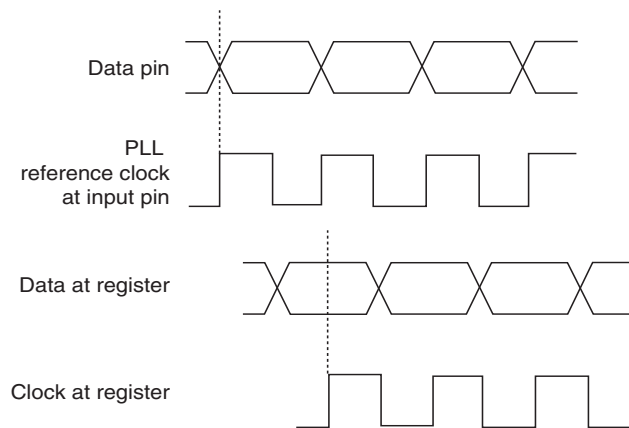 Data pin
PLL
reference clock
at input pin
Data at register
Clock at register